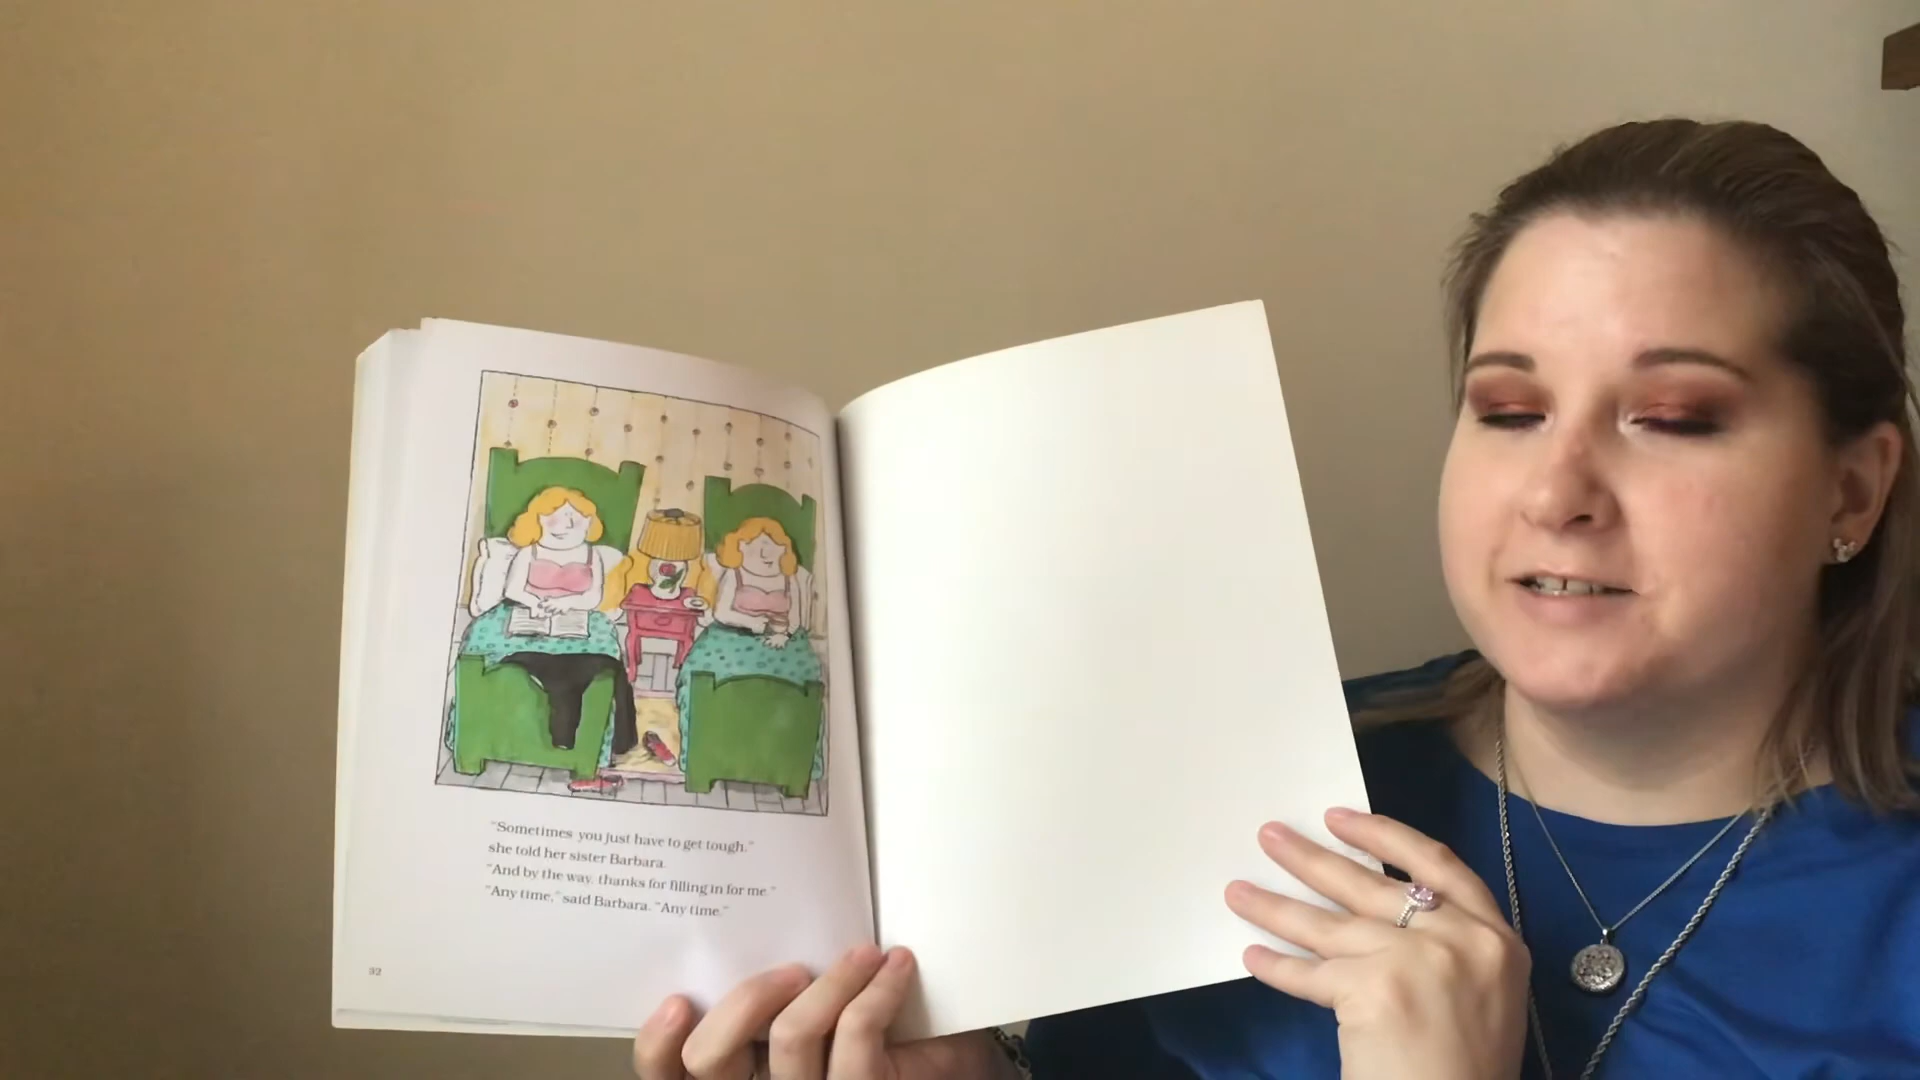 "Sometimes you just have to get tough."
she told her sister Barbara.
"And by the way, thanks for filling in for me."
"Any time," said Barbara. "Any time."
32